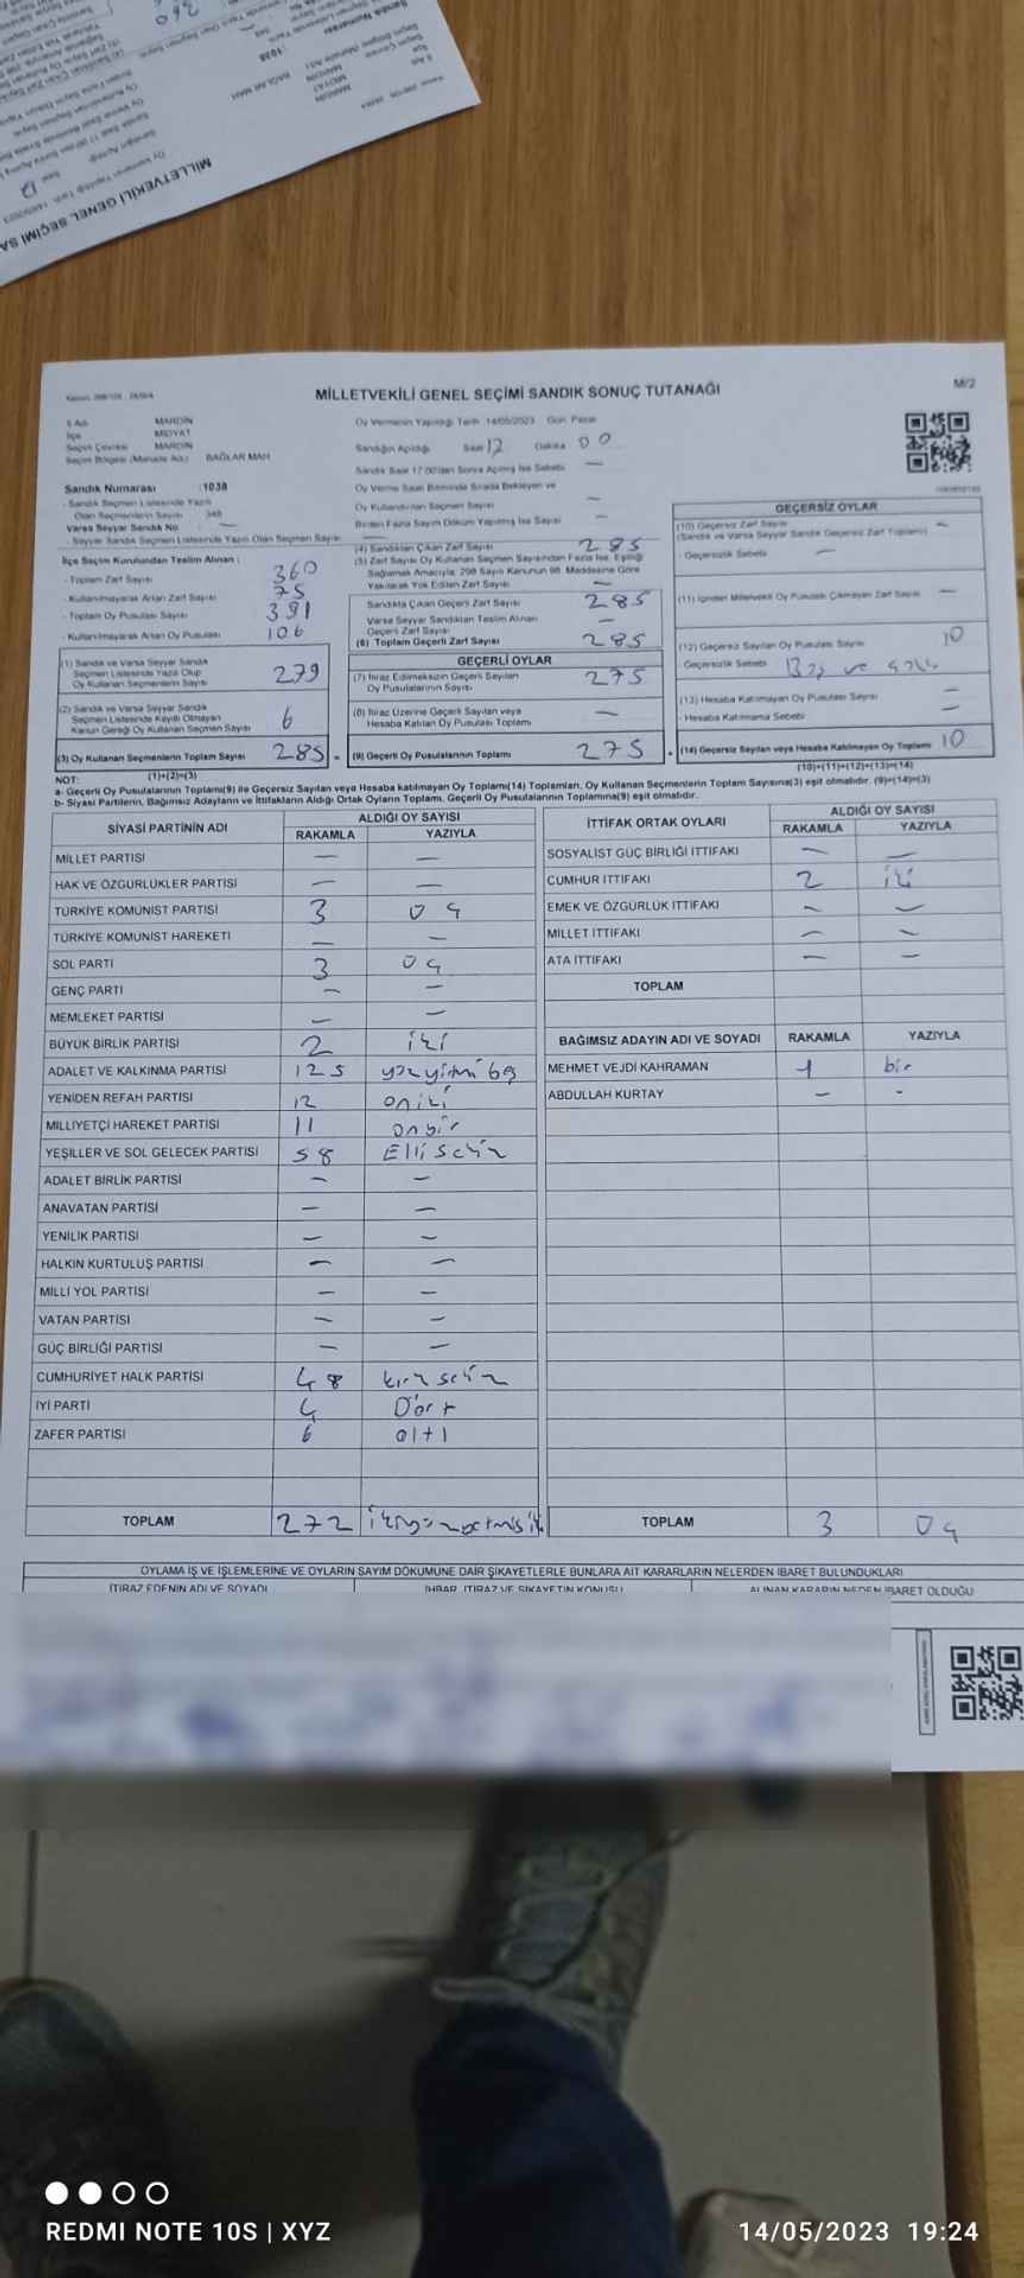 MİLLETVEKİLİ GENEL SEÇİMİ SA
MİLLETVEKİLİ GENEL SEÇİMİ SANDIK SONUÇ TUTANAĞI
M/2
İl Adı MARDİN
İlçe MİDYAT
Seçim Çevresi MARDİN
Seçim Bölgesi (Mahalle Adı) BAĞLAR MAH
Oy Vermenin Yapıldığı Tarih 14/05/2023 Gün Pazar
Sandığın Açıldığı Saat 12 Dakika 00
Sandık Saat 17.00'dan Sonra Açılmış İse Sebebi —
Oy Verme Saati Bitiminde Sırada Bekleyen ve
Oy Kullandırılan Seçmen Sayısı —
Birden Fazla Sayım Döküm Yapılmış İse Sayısı —
Sandık Numarası :1038
- Sandık Seçmen Listesinde Yazılı
Olan Seçmenlerin Sayısı 348
Varsa Seyyar Sandık No —
- Seyyar Sandık Seçmen Listesinde Yazılı Olan Seçmen Sayısı —
İlçe Seçim Kurulundan Teslim Alınan :
- Toplam Zarf Sayısı 360
- Kullanılmayarak Artan Zarf Sayısı 75
- Toplam Oy Pusulası Sayısı 391
- Kullanılmayarak Artan Oy Pusulası 106
(1) Sandık ve Varsa Seyyar Sandık
Seçmen Listesinde Yazılı Olup
Oy Kullanan Seçmenlerin Sayısı 279
(2) Sandık ve Varsa Seyyar Sandık
Seçmen Listesinde Kayıtlı Olmayan
Kanun Gereği Oy Kullanan Seçmen Sayısı 6
(3) Oy Kullanan Seçmenlerin Toplam Sayısı 285 =
(1)+(2)=(3)
(4) Sandıktan Çıkan Zarf Sayısı 285
(5) Zarf Sayısı Oy Kullanan Seçmen Sayısından Fazla İse, Eşitliği
Sağlamak Amacıyla, 298 Sayılı Kanunun 98. Maddesine Göre
Yakılarak Yok Edilen Zarf Sayısı —
Sandıkta Çıkan Geçerli Zarf Sayısı 285
Varsa Seyyar Sandıktan Teslim Alınan
Geçerli Zarf Sayısı —
(6) Toplam Geçerli Zarf Sayısı 285
GEÇERLİ OYLAR
(7) İtiraz Edilmeksizin Geçerli Sayılan
Oy Pusulalarının Sayısı 275
(8) İtiraz Üzerine Geçerli Sayılan veya
Hesaba Katılan Oy Pusulası Toplamı —
(9) Geçerli Oy Pusulalarının Toplamı 275 +
GEÇERSİZ OYLAR
(10) Geçersiz Zarf Sayısı —
(Sandık ve Varsa Seyyar Sandık Geçersiz Zarf Toplamı)
- Geçersizlik Sebebi —
(11) İçinden Milletvekili Oy Pusulası Çıkmayan Zarf Sayısı —
(12) Geçersiz Sayılan Oy Pusulası Sayısı 10
Geçersizlik Sebebi ve
(13) Hesaba Katılmayan Oy Pusulası Sayısı —
- Hesaba Katılmama Sebebi —
(14) Geçersiz Sayılan veya Hesaba Katılmayan Oy Toplamı 10
(10)+(11)+(12)+(13)=(14)
NOT:
a- Geçerli Oy Pusulalarının Toplamı(9) ile Geçersiz Sayılan veya Hesaba katılmayan Oy Toplamı(14) Toplamları, Oy Kullanan Seçmenlerin Toplam Sayısına(3) eşit olmalıdır. (9)+(14)=(3)
b- Siyasi Partilerin, Bağımsız Adayların ve İttifakların Aldığı Ortak Oyların Toplamı, Geçerli Oy Pusulalarının Toplamına(9) eşit olmalıdır.
SİYASİ PARTİNİN ADI ALDIĞI OY SAYISI
RAKAMLA YAZIYLA
MİLLET PARTİSİ — —
HAK VE ÖZGÜRLÜKLER PARTİSİ — —
TÜRKİYE KOMÜNİST PARTİSİ 3 üç
TÜRKİYE KOMÜNİST HAREKETİ — —
SOL PARTİ 3 üç
GENÇ PARTİ — —
MEMLEKET PARTİSİ — —
BÜYÜK BİRLİK PARTİSİ 2 iki
ADALET VE KALKINMA PARTİSİ 125 yüzyirmi beş
YENİDEN REFAH PARTİSİ 12 oniki
MİLLİYETÇİ HAREKET PARTİSİ 11 onbir
YEŞİLLER VE SOL GELECEK PARTİSİ 58 Elli sekiz
ADALET BİRLİK PARTİSİ — —
ANAVATAN PARTİSİ — —
YENİLİK PARTİSİ — —
HALKIN KURTULUŞ PARTİSİ — —
MİLLİ YOL PARTİSİ — —
VATAN PARTİSİ — —
GÜÇ BİRLİĞİ PARTİSİ — —
CUMHURİYET HALK PARTİSİ 48 kırk sekiz
İYİ PARTİ 4 Dört
ZAFER PARTİSİ 6 altı
TOPLAM 272 ikiyüzyetmişik
İTTİFAK ORTAK OYLARI ALDIĞI OY SAYISI
RAKAMLA YAZIYLA
SOSYALİST GÜÇ BİRLİĞİ İTTİFAKI — —
CUMHUR İTTİFAKI 2 iki
EMEK VE ÖZGÜRLÜK İTTİFAKI — —
MİLLET İTTİFAKI — —
ATA İTTİFAKI — —
TOPLAM
BAĞIMSIZ ADAYIN ADI VE SOYADI RAKAMLA YAZIYLA
MEHMET VEJDİ KAHRAMAN 1 bir
ABDULLAH KURTAY — -
TOPLAM 3 üç
OYLAMA İŞ VE İŞLEMLERİNE VE OYLARIN SAYIM DÖKÜMÜNE DAİR ŞİKAYETLERLE BUNLARA AİT KARARLARIN NELERDEN İBARET BULUNDUKLARI
İTİRAZ EDENİN ADI VE SOYADI İHBAR, İTİRAZ VE ŞİKAYETİN KONUSU ALINAN KARARIN NEDEN İBARET OLDUĞU
REDMI NOTE 10S | XYZ
14/05/2023 19:24